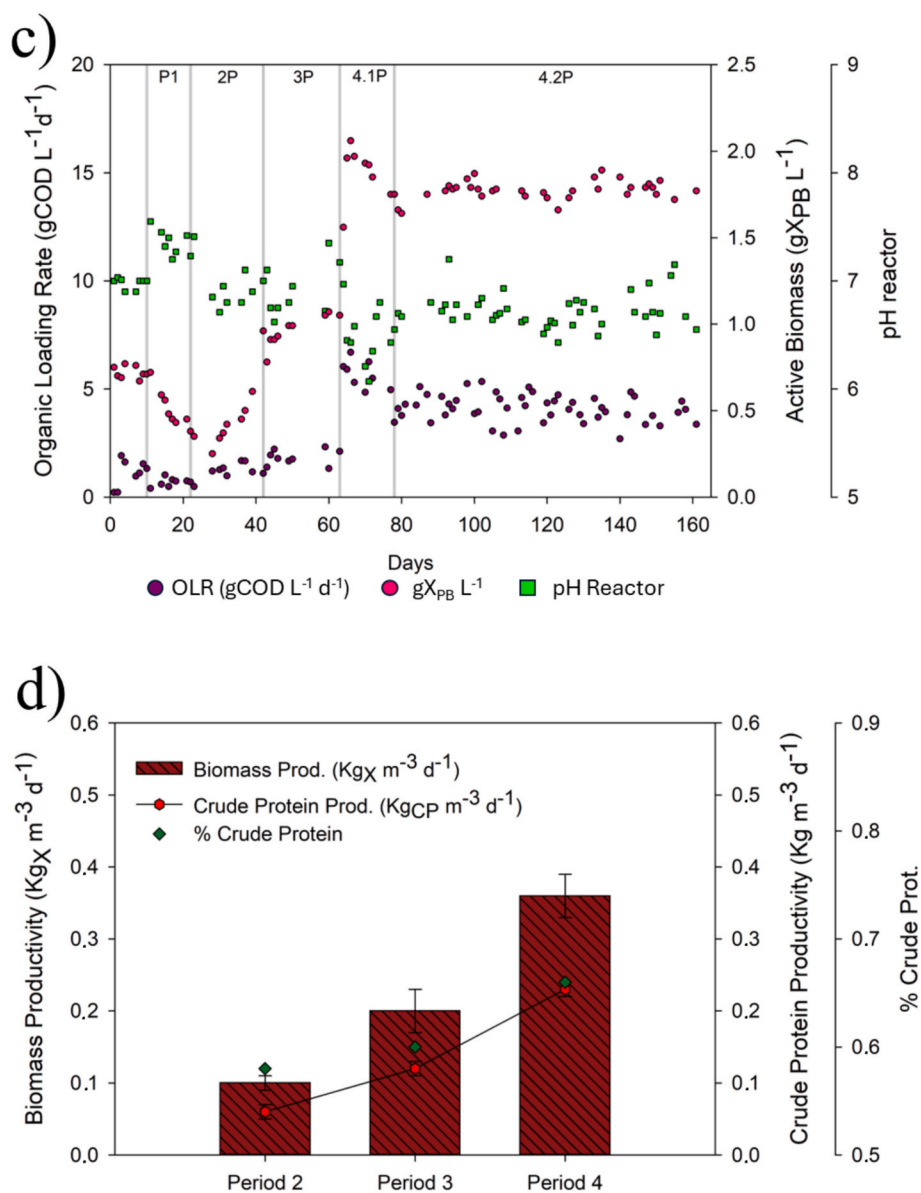 c)
Organic Loading Rate (gCOD L⁻¹d⁻¹)
20
15
10
5
0
P1
2P
3P
4.1P
4.2P
2.5
2.0
1.5
1.0
0.5
0.0
Active Biomass (gX_PB L⁻¹)
9
8
7
6
5
pH reactor
0
20
40
60
80
100
120
140
160
Days
OLR (gCOD L⁻¹ d⁻¹)
gX_PB L⁻¹
pH Reactor
d)
Biomass Productivity (Kg_X m⁻³ d⁻¹)
0.6
0.5
0.4
0.3
0.2
0.1
0.0
Biomass Prod. (Kg_X m⁻³ d⁻¹)
Crude Protein Prod. (Kg_CP m⁻³ d⁻¹)
% Crude Protein
0.6
0.5
0.4
0.3
0.2
0.1
0.0
Crude Protein Productivity (Kg m⁻³ d⁻¹)
0.9
0.8
0.7
0.6
0.5
% Crude Prot.
Period 2
Period 3
Period 4